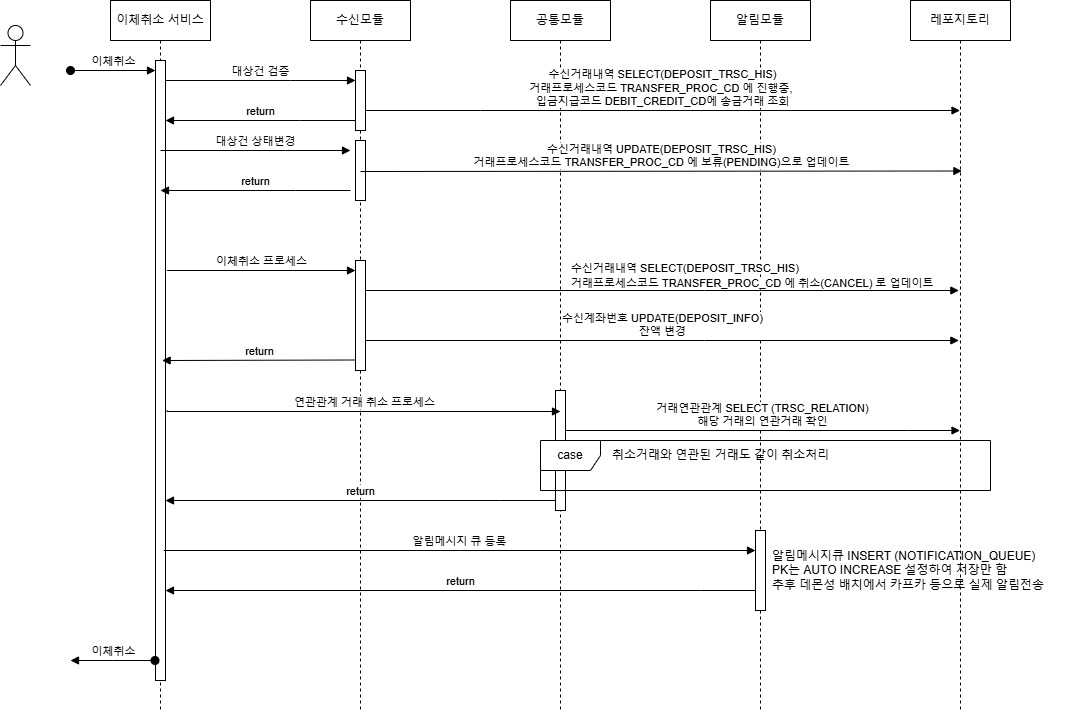 이체취소 서비스
수신모듈
공통모듈
알림모듈
레포지토리
이체취소
대상건 검증
수신거래내역 SELECT(DEPOSIT_TRSC_HIS)
거래프로세스코드 TRANSFER_PROC_CD 에 진행중,
입금지급코드 DEBIT_CREDIT_CD에 송금거래 조회
return
대상건 상태변경
수신거래내역 UPDATE(DEPOSIT_TRSC_HIS)
거래프로세스코드 TRANSFER_PROC_CD 에 보류(PENDING)으로 업데이트
return
이체취소 프로세스
수신거래내역 SELECT(DEPOSIT_TRSC_HIS)
거래프로세스코드 TRANSFER_PROC_CD 에 취소(CANCEL) 로 업데이트
수신계좌번호 UPDATE(DEPOSIT_INFO)
잔액 변경
return
연관관계 거래 취소 프로세스
거래연관관계 SELECT (TRSC_RELATION)
해당 거래의 연관거래 확인
case
취소거래와 연관된 거래도 같이 취소처리
return
알림메시지 큐 등록
알림메시지큐 INSERT (NOTIFICATION_QUEUE)
PK는 AUTO INCREASE 설정하여 저장만 함
추후 데몬성 배치에서 카프카 등으로 실제 알림전송
return
이체취소